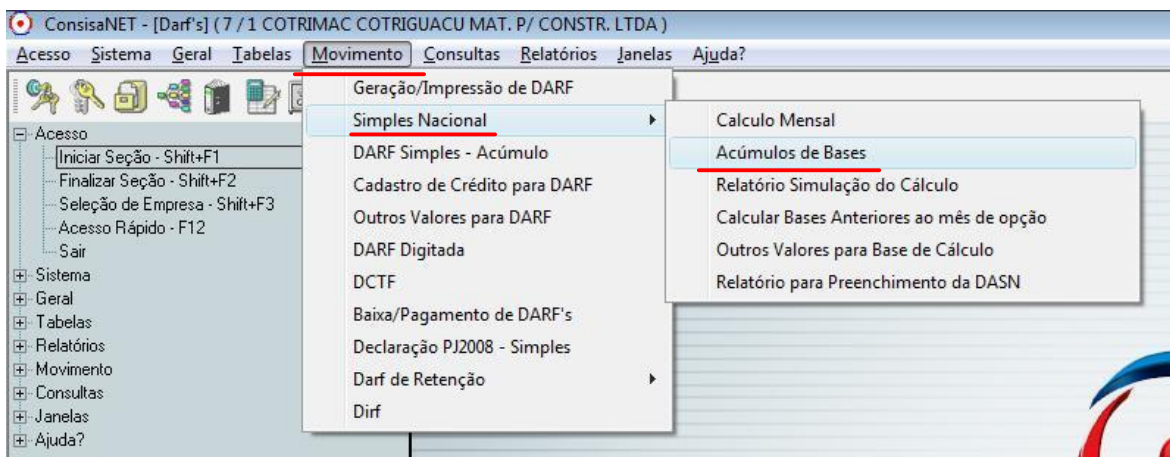 ConsisaNET - [Darf's] ( 7 / 1 COTRIMAC COTRIGUACU MAT. P/ CONSTR. LTDA )
Acesso Sistema Geral Tabelas Movimento Consultas Relatórios Janelas Ajuda?
Geração/Impressão de DARF
Simples Nacional
DARF Simples - Acúmulo
Cadastro de Crédito para DARF
Outros Valores para DARF
DARF Digitada
DCTF
Baixa/Pagamento de DARF's
Declaração PJ2008 - Simples
Darf de Retenção
Dirf
Calculo Mensal
Acúmulos de Bases
Relatório Simulação do Cálculo
Calcular Bases Anteriores ao mês de opção
Outros Valores para Base de Cálculo
Relatório para Preenchimento da DASN
Acesso
Iniciar Seção - Shift+F1
Finalizar Seção - Shift+F2
Seleção de Empresa - Shift+F3
Acesso Rápido - F12
Sair
Sistema
Geral
Tabelas
Relatórios
Movimento
Consultas
Janelas
Ajuda?